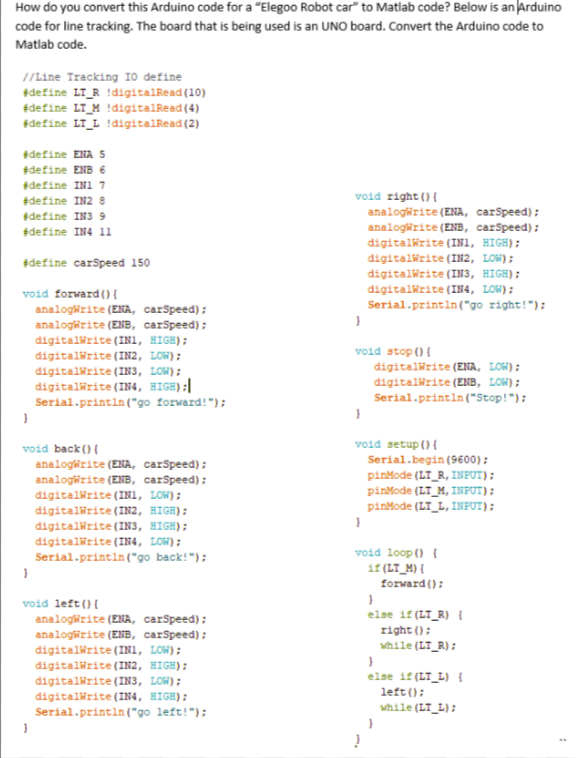 How do you convert this Arduino code for a “Elegoo Robot car” to Matlab code? Below is an Arduino
code for line tracking. The board that is being used is an UNO board. Convert the Arduino code to
Matlab code.
//Line Tracking IO define
#define LT_R !digitalRead(10)
#define LT_M !digitalRead(4)
#define LT_L !digitalRead(2)
#define ENA 5
#define ENB 6
#define IN1 7
#define IN2 8
#define IN3 9
#define IN4 11
#define carSpeed 150
void forward(){
analogWrite(ENA, carSpeed);
analogWrite(ENB, carSpeed);
digitalWrite(IN1, HIGH);
digitalWrite(IN2, LOW);
digitalWrite(IN3, LOW);
digitalWrite(IN4, HIGH);
Serial.println("go forward!");
}
void back(){
analogWrite(ENA, carSpeed);
analogWrite(ENB, carSpeed);
digitalWrite(IN1, LOW);
digitalWrite(IN2, HIGH);
digitalWrite(IN3, HIGH);
digitalWrite(IN4, LOW);
Serial.println("go back!");
}
void left(){
analogWrite(ENA, carSpeed);
analogWrite(ENB, carSpeed);
digitalWrite(IN1, LOW);
digitalWrite(IN2, HIGH);
digitalWrite(IN3, LOW);
digitalWrite(IN4, HIGH);
Serial.println("go left!");
}
void right(){
analogWrite(ENA, carSpeed);
analogWrite(ENB, carSpeed);
digitalWrite(IN1, HIGH);
digitalWrite(IN2, LOW);
digitalWrite(IN3, HIGH);
digitalWrite(IN4, LOW);
Serial.println("go right!");
}
void stop(){
digitalWrite(ENA, LOW);
digitalWrite(ENB, LOW);
Serial.println("Stop!");
}
void setup(){
Serial.begin(9600);
pinMode(LT_R,INPUT);
pinMode(LT_M,INPUT);
pinMode(LT_L,INPUT);
}
void loop() {
if(LT_M){
forward();
}
else if(LT_R) {
right();
while(LT_R);
}
else if(LT_L) {
left();
while(LT_L);
}
}